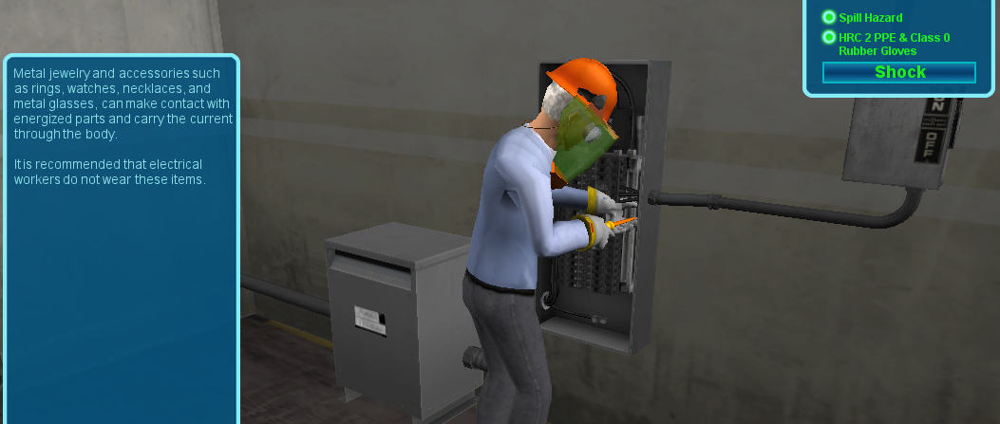 Metal jewelry and accessories such
as rings, watches, necklaces, and
metal glasses, can make contact with
energized parts and carry the current
through the body.
It is recommended that electrical
workers do not wear these items.
Spill Hazard
HRC 2 PPE & Class 0
Rubber Gloves
Shock
ON
OFF